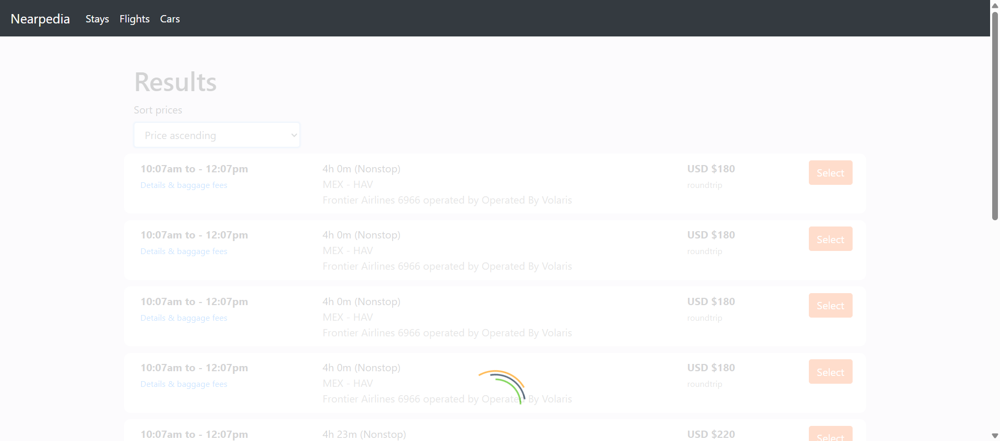 Nearpedia Stays Flights Cars
Results
Sort prices
Price ascending
10:07am to - 12:07pm 4h 0m (Nonstop) USD $180 Select
Details & baggage fees MEX - HAV roundtrip
Frontier Airlines 6966 operated by Operated By Volaris
10:07am to - 12:07pm 4h 0m (Nonstop) USD $180 Select
Details & baggage fees MEX - HAV roundtrip
Frontier Airlines 6966 operated by Operated By Volaris
10:07am to - 12:07pm 4h 0m (Nonstop) USD $180 Select
Details & baggage fees MEX - HAV roundtrip
Frontier Airlines 6966 operated by Operated By Volaris
10:07am to - 12:07pm 4h 0m (Nonstop) USD $180 Select
Details & baggage fees MEX - HAV roundtrip
Frontier Airlines 6966 operated by Operated By Volaris
10:07am to - 12:07pm 4h 23m (Nonstop) USD $220 Select